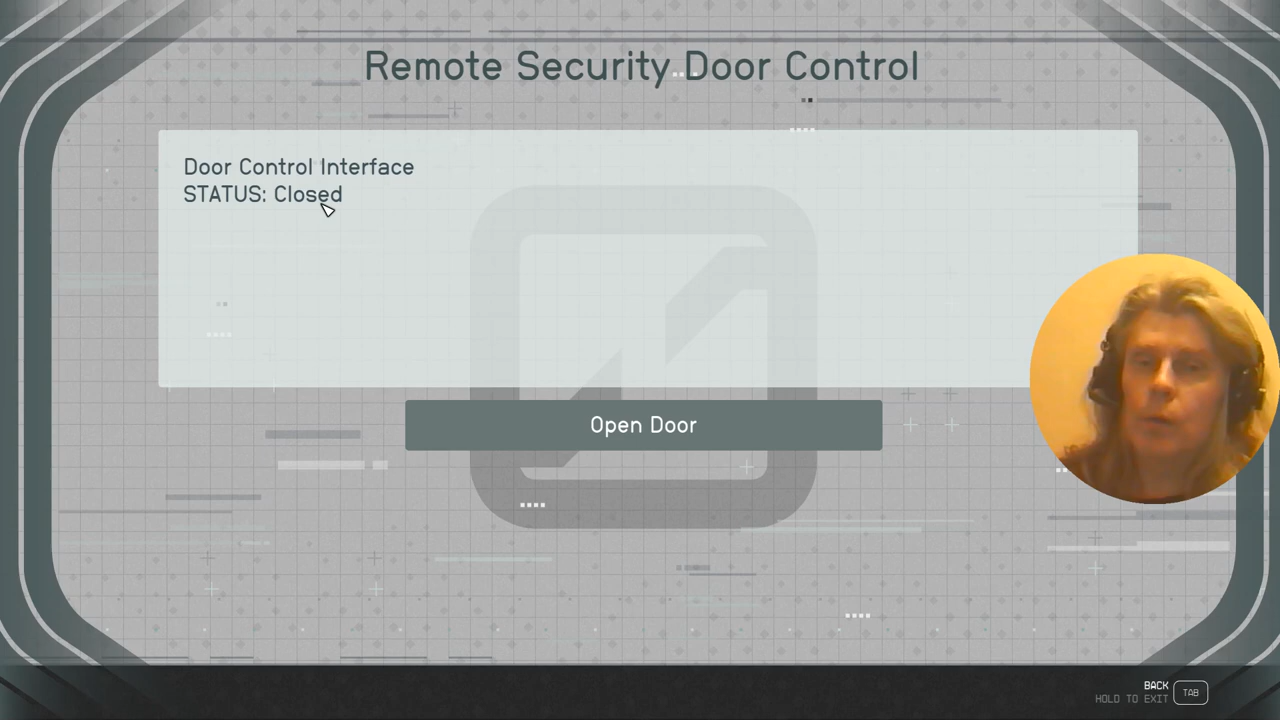 Remote Security Door Control
Door Control Interface
STATUS: Closed
Open Door
BACK
HOLD TO EXIT
TAB